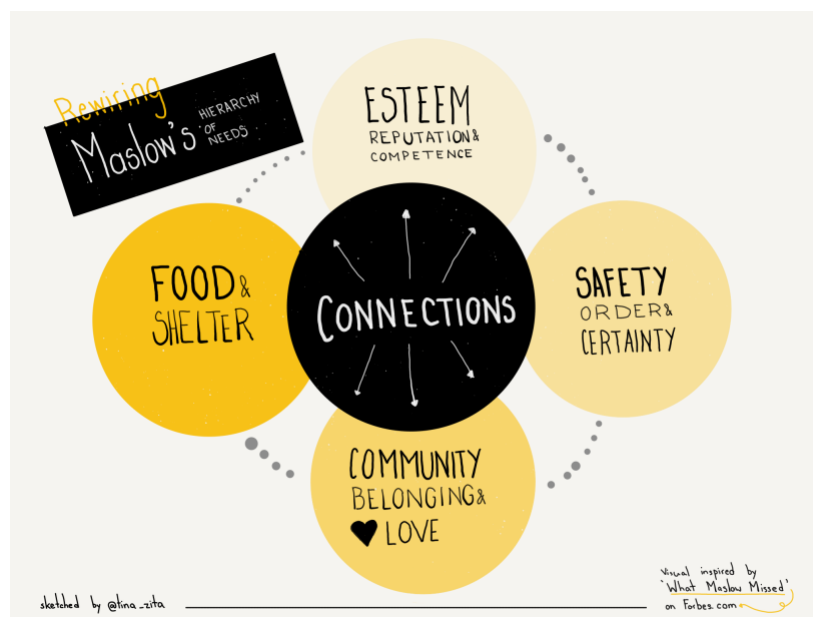 Rewiring
Maslow's HIERARCHY
OF
NEEDS
ESTEEM
REPUTATION &
COMPETENCE
FOOD &
SHELTER
CONNECTIONS
SAFETY
ORDER &
CERTAINTY
COMMUNITY
BELONGING &
LOVE
sketched by @tina_zita
Visual inspired by
'What Maslow Missed'
on Forbes.com